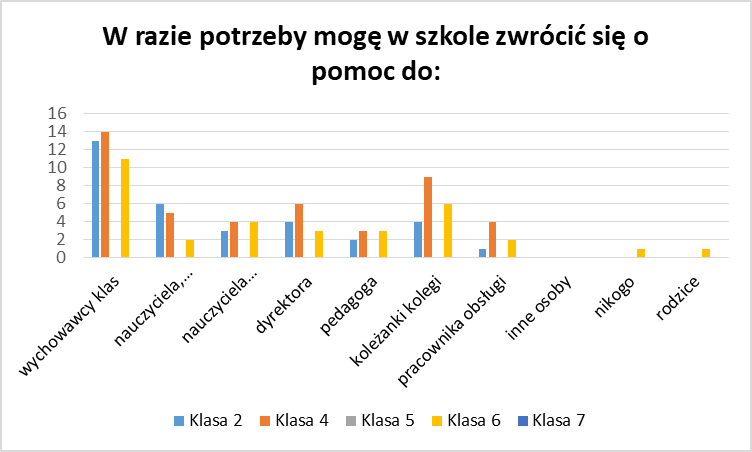 W razie potrzeby mogę w szkole zwrócić się o
pomoc do:
16
14
12
10
8
6
4
2
0
wychowawcy klas
nauczyciela,...
nauczyciela...
dyrektora
pedagoga
koleżanki kolegi
pracownika obsługi
inne osoby
nikogo
rodzice
Klasa 2 Klasa 4 Klasa 5 Klasa 6 Klasa 7